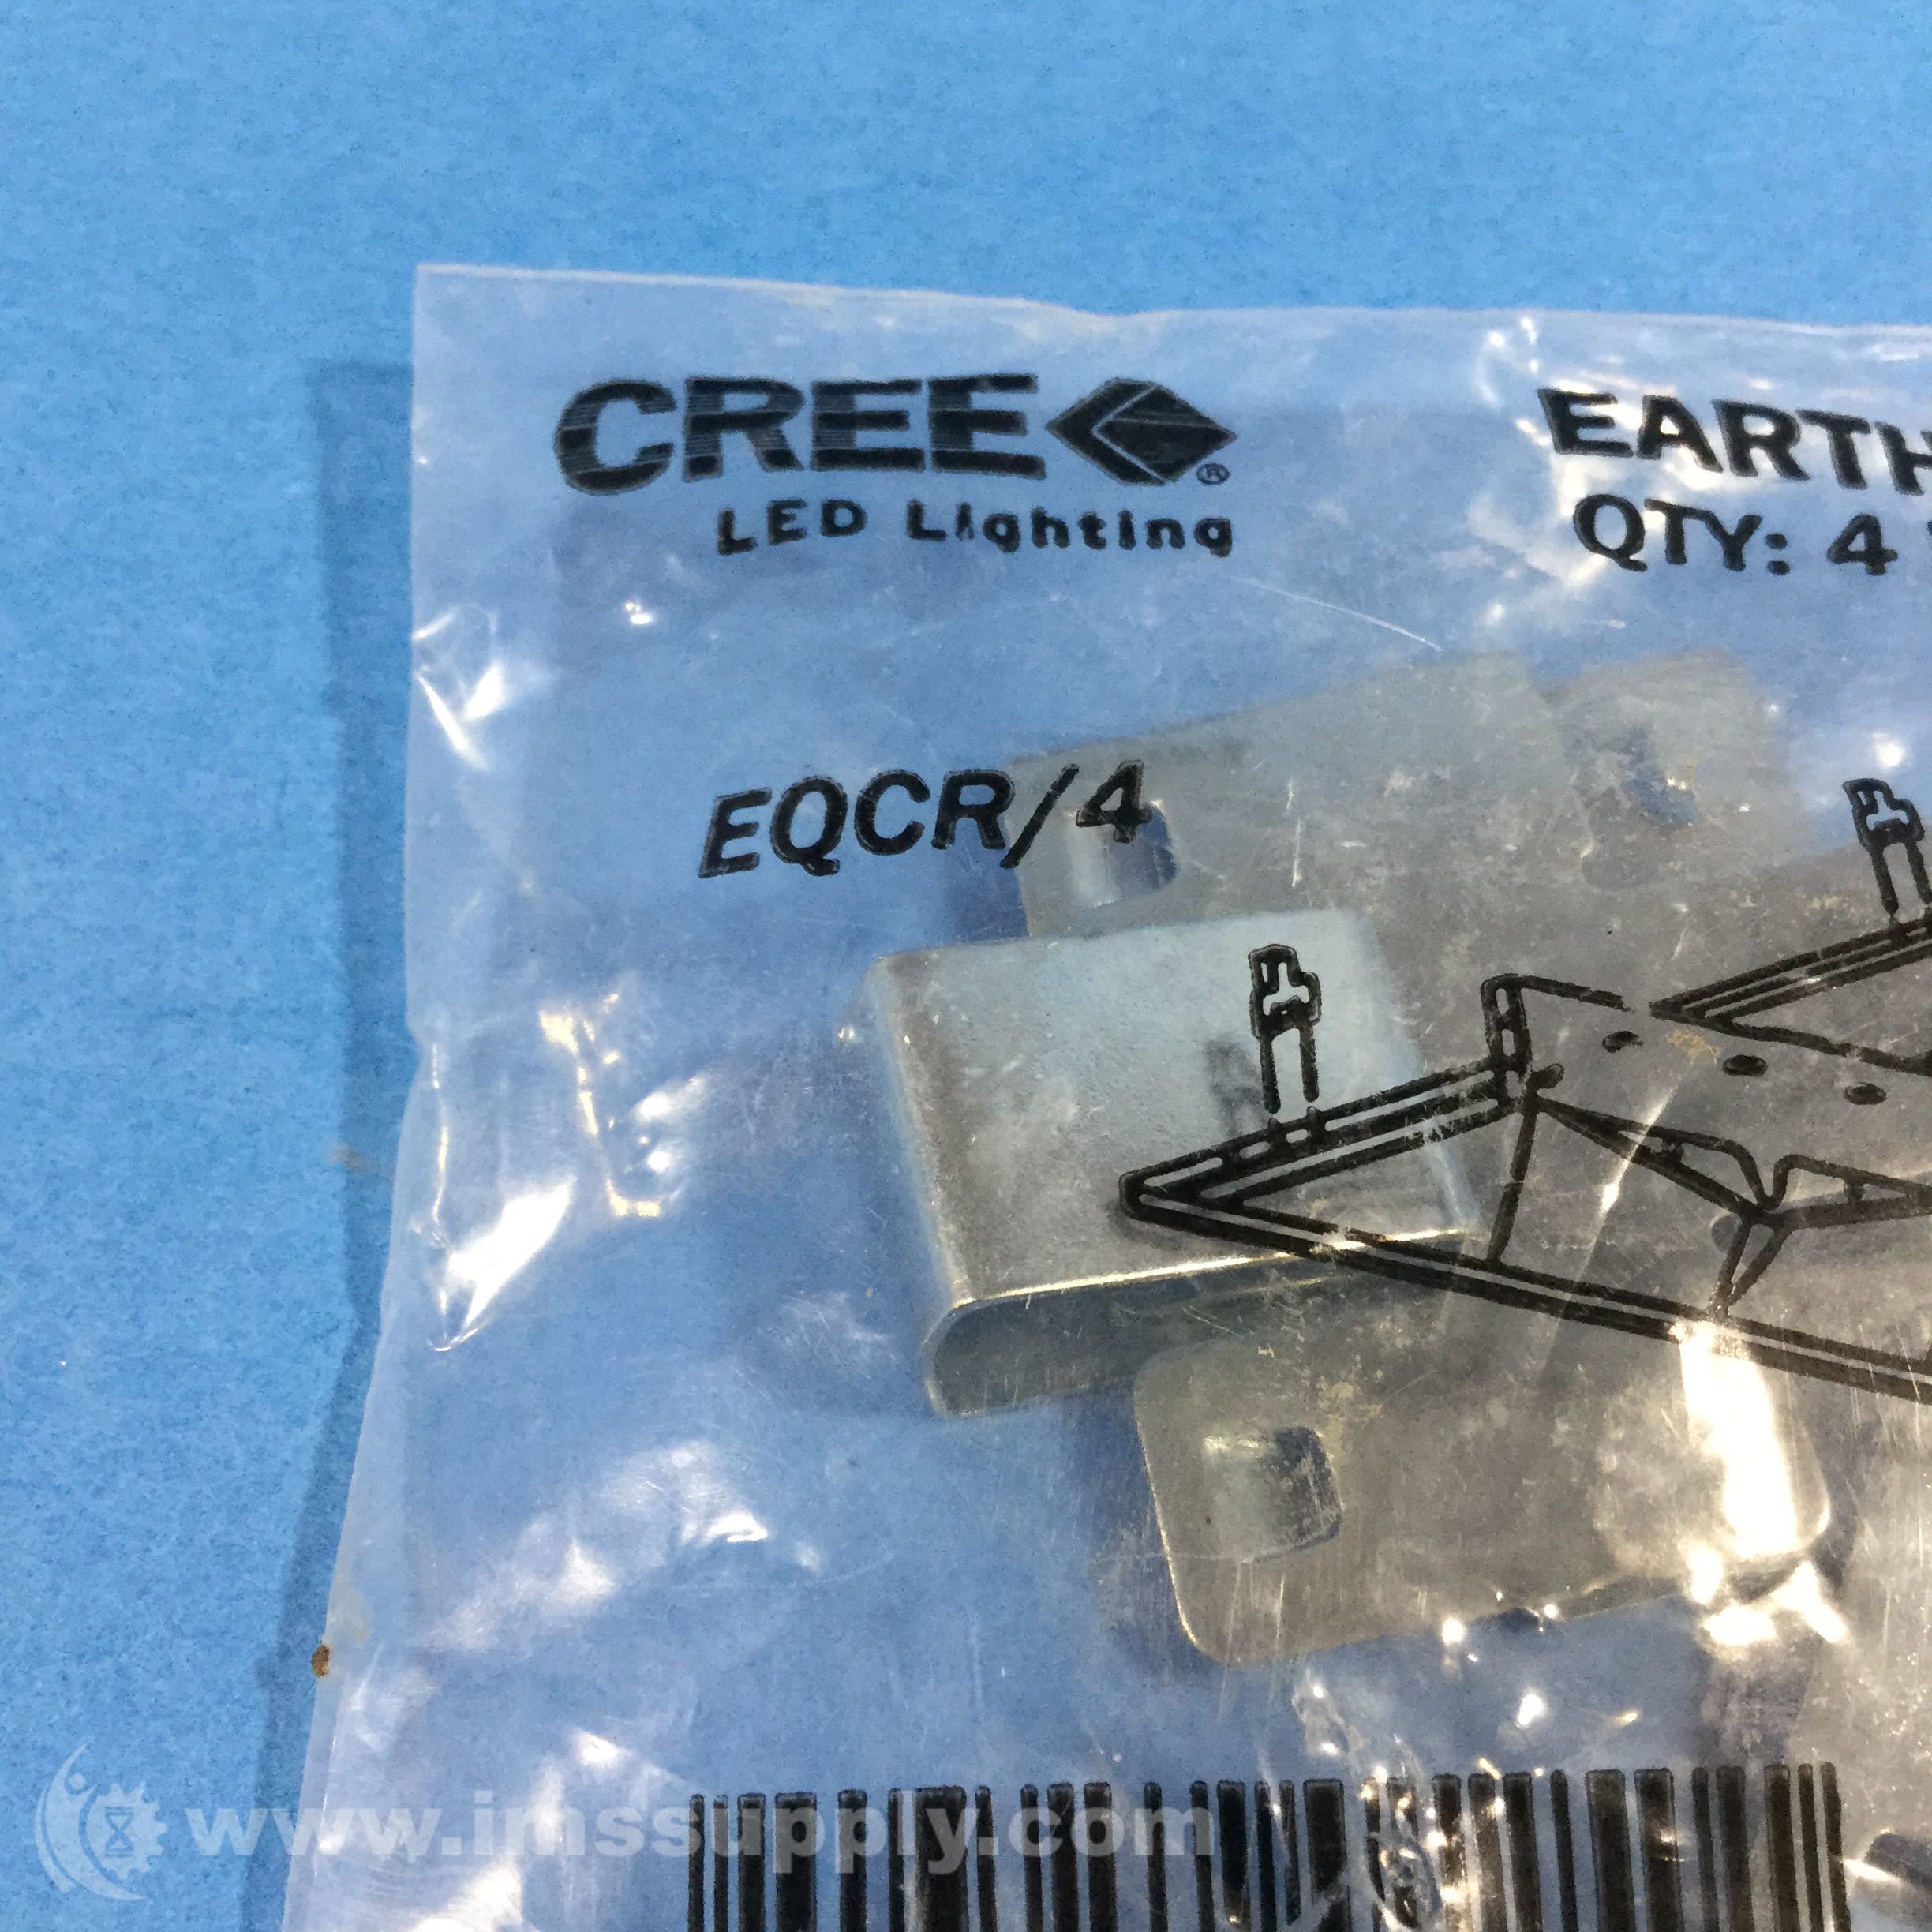 CREE ®
LED Lighting
EARTH
QTY: 4
EQCR/4
www.imssupply.com